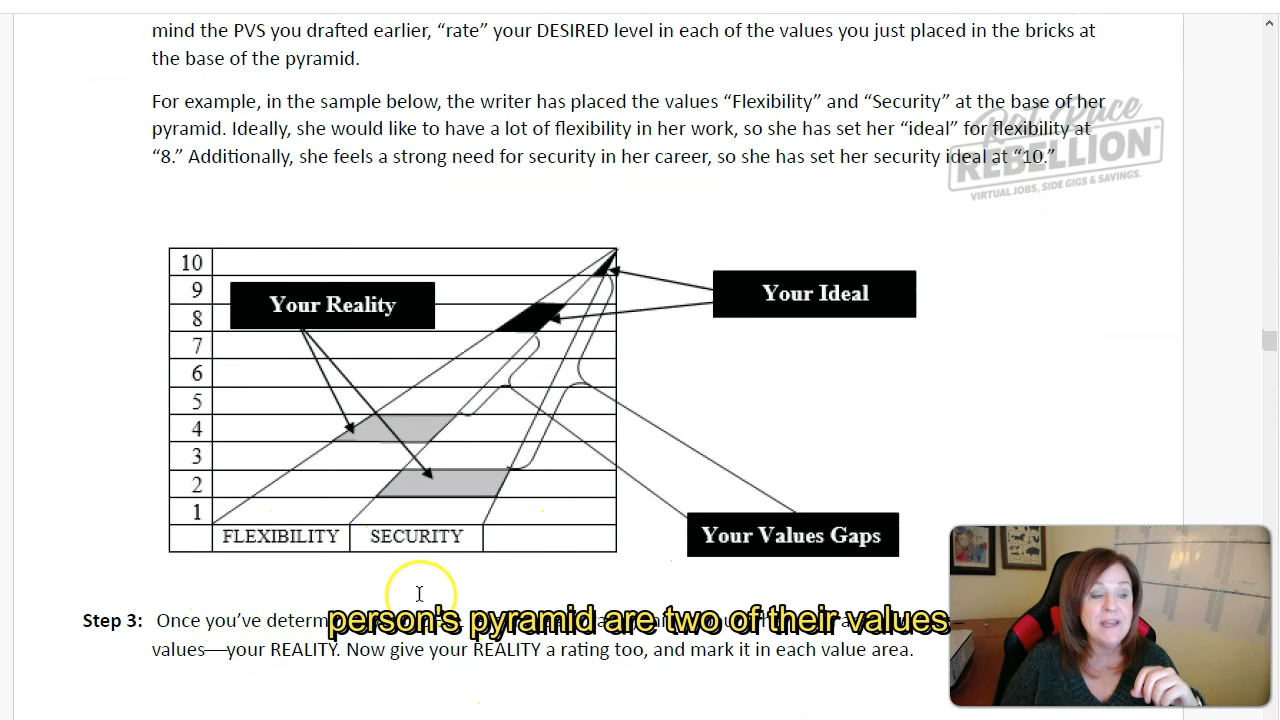 mind the PVS you drafted earlier, “rate” your DESIRED level in each of the values you just placed in the bricks at
the base of the pyramid.
For example, in the sample below, the writer has placed the values “Flexibility” and “Security” at the base of her
pyramid. Ideally, she would like to have a lot of flexibility in her work, so she has set her “ideal” for flexibility at
“8.” Additionally, she feels a strong need for security in her career, so she has set her security ideal at “10.”
Rat Race
REBELLION™
VIRTUAL JOBS, SIDE GIGS & SAVINGS.
10
9
8
7
6
5
4
3
2
1
Your Reality
Your Ideal
FLEXIBILITY SECURITY
Your Values Gaps
person's pyramid are two of their values
Step 3: Once you’ve determ
values—your REALITY. Now give your REALITY a rating too, and mark it in each value area.